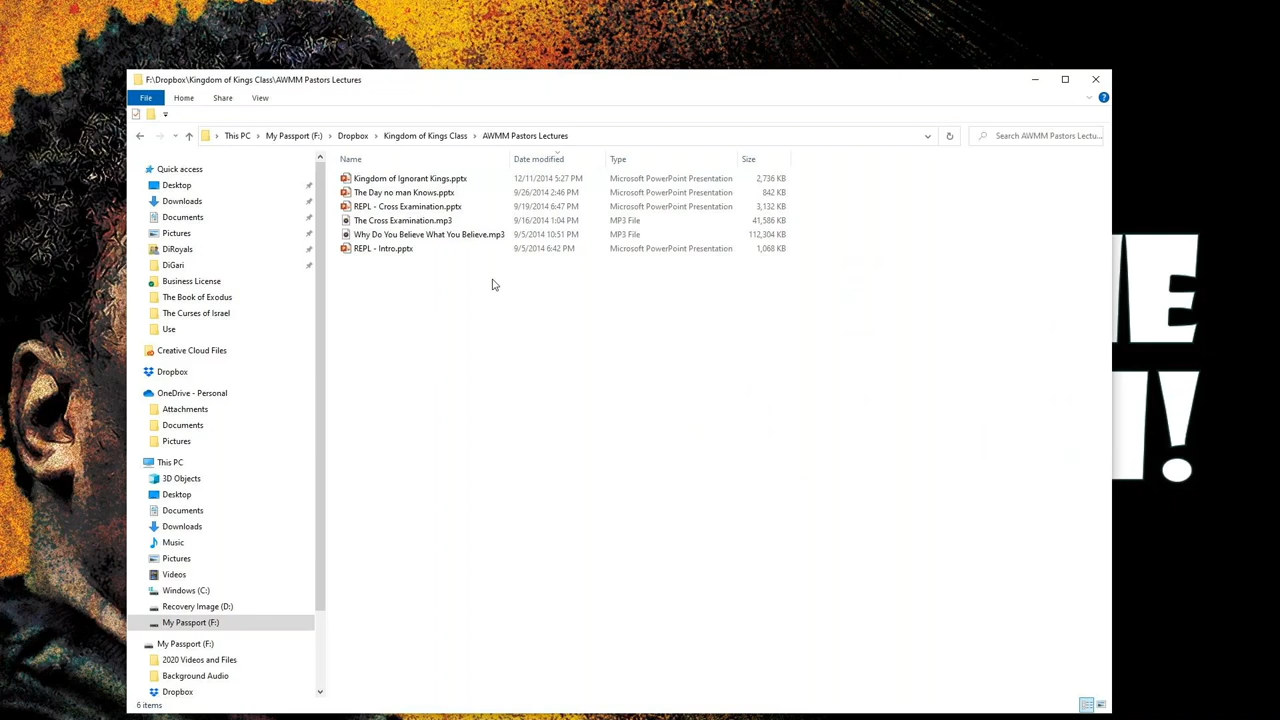 F:\Dropbox\Kingdom of Kings Class\AWMM Pastors Lectures
File Home Share View
This PC My Passport (F:) Dropbox Kingdom of Kings Class AWMM Pastors Lectures
Search AWMM Pastors Lectu...
Name Date modified Type Size
Kingdom of Ignorant Kings.pptx 12/11/2014 5:27 PM Microsoft PowerPoint Presentation 2,736 KB
The Day no man Knows.pptx 9/26/2014 2:46 PM Microsoft PowerPoint Presentation 842 KB
REPL - Cross Examination.pptx 9/19/2014 6:47 PM Microsoft PowerPoint Presentation 3,132 KB
The Cross Examination.mp3 9/16/2014 1:04 PM MP3 File 41,586 KB
Why Do You Believe What You Believe.mp3 9/5/2014 10:51 PM MP3 File 112,304 KB
REPL - Intro.pptx 9/5/2014 6:42 PM Microsoft PowerPoint Presentation 1,068 KB
Quick access
Desktop
Downloads
Documents
Pictures
DiRoyals
DiGari
Business License
The Book of Exodus
The Curses of Israel
Use
Creative Cloud Files
Dropbox
OneDrive - Personal
Attachments
Documents
Pictures
This PC
3D Objects
Desktop
Documents
Downloads
Music
Pictures
Videos
Windows (C:)
Recovery Image (D:)
My Passport (F:)
My Passport (F:)
2020 Videos and Files
Background Audio
Dropbox
6 items